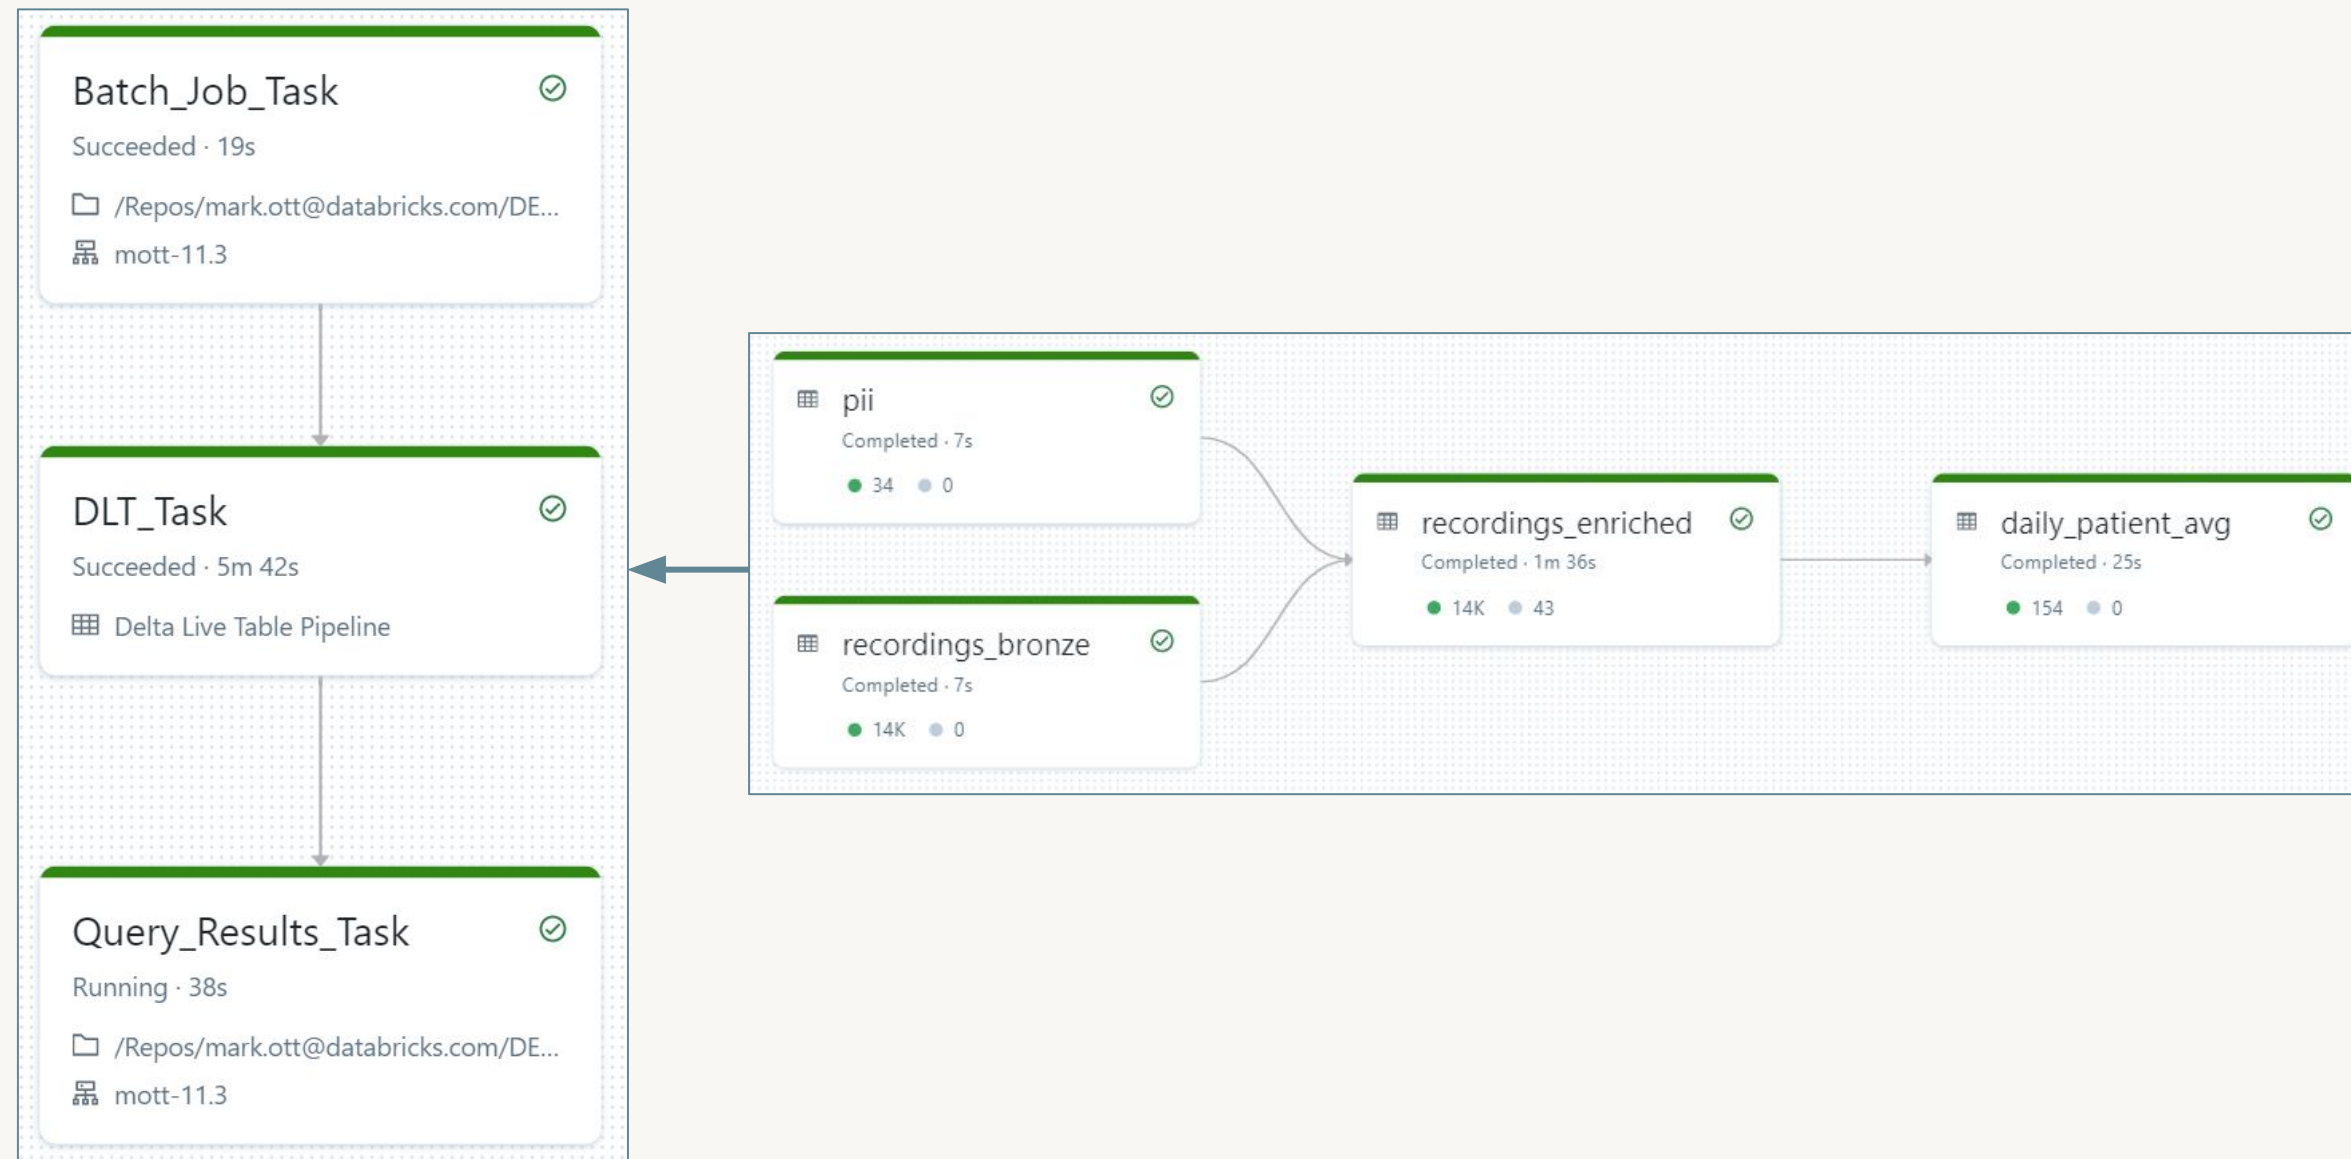 Batch_Job_Task
Succeeded · 19s
/Repos/mark.ott@databricks.com/DE...
mott-11.3
DLT_Task
Succeeded · 5m 42s
Delta Live Table Pipeline
Query_Results_Task
Running · 38s
/Repos/mark.ott@databricks.com/DE...
mott-11.3
pii
Completed · 7s
34 0
recordings_bronze
Completed · 7s
14K 0
recordings_enriched
Completed · 1m 36s
14K 43
daily_patient_avg
Completed · 25s
154 0